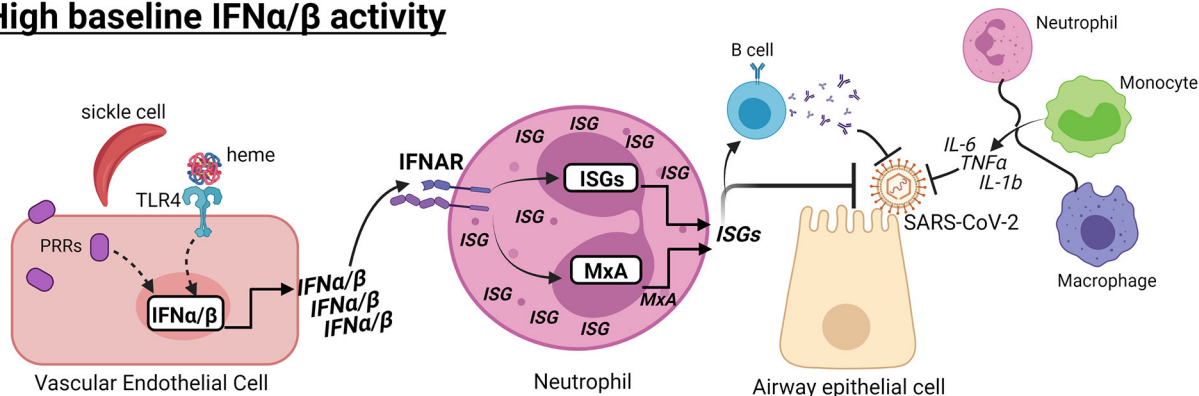 High baseline IFNα/β activity
sickle cell
heme
TLR4
PRRs
IFNα/β
IFNα/β
IFNα/β
IFNα/β
Vascular Endothelial Cell
IFNAR
ISG
ISG
ISG
ISG
ISG
ISG
ISG
ISG
ISG
ISGs
MxA
MxA
Neutrophil
ISGs
B cell
Neutrophil
Monocyte
IL-6
TNFα
IL-1b
SARS-CoV-2
Macrophage
Airway epithelial cell